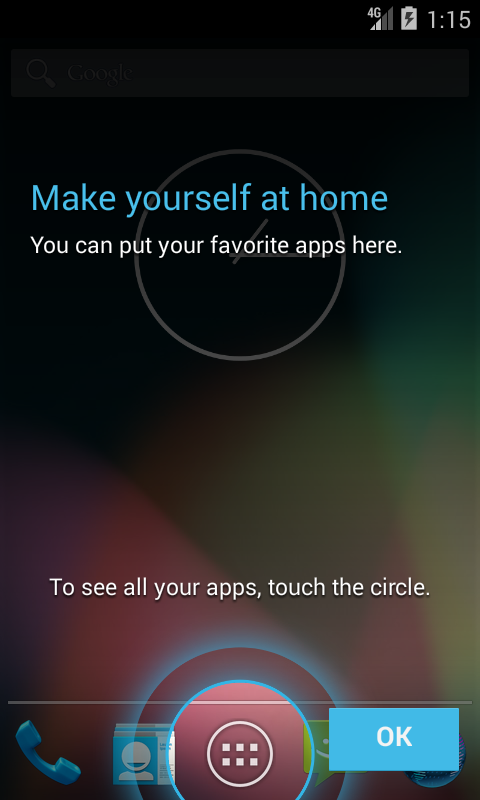 4G 1:15
Google
Make yourself at home
You can put your favorite apps here.
To see all your apps, touch the circle.
OK